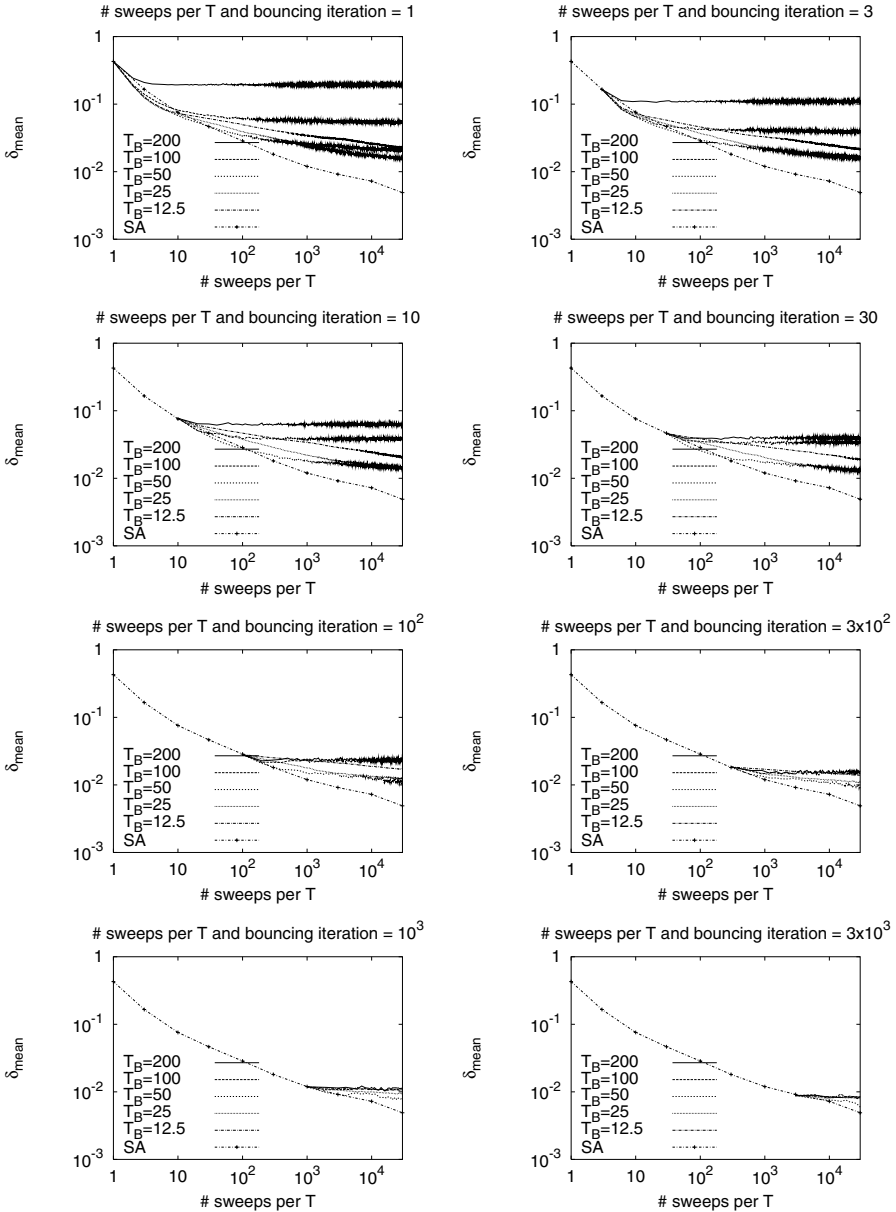 # sweeps per T and bouncing iteration = 1
δmean
1
10^-1
10^-2
10^-3
T_B=200
T_B=100
T_B=50
T_B=25
T_B=12.5
SA
1 10 10^2 10^3 10^4
# sweeps per T
# sweeps per T and bouncing iteration = 3
δmean
1
10^-1
10^-2
10^-3
T_B=200
T_B=100
T_B=50
T_B=25
T_B=12.5
SA
1 10 10^2 10^3 10^4
# sweeps per T
# sweeps per T and bouncing iteration = 10
δmean
1
10^-1
10^-2
10^-3
T_B=200
T_B=100
T_B=50
T_B=25
T_B=12.5
SA
1 10 10^2 10^3 10^4
# sweeps per T
# sweeps per T and bouncing iteration = 30
δmean
1
10^-1
10^-2
10^-3
T_B=200
T_B=100
T_B=50
T_B=25
T_B=12.5
SA
1 10 10^2 10^3 10^4
# sweeps per T
# sweeps per T and bouncing iteration = 10^2
δmean
1
10^-1
10^-2
10^-3
T_B=200
T_B=100
T_B=50
T_B=25
T_B=12.5
SA
1 10 10^2 10^3 10^4
# sweeps per T
# sweeps per T and bouncing iteration = 3x10^2
δmean
1
10^-1
10^-2
10^-3
T_B=200
T_B=100
T_B=50
T_B=25
T_B=12.5
SA
1 10 10^2 10^3 10^4
# sweeps per T
# sweeps per T and bouncing iteration = 10^3
δmean
1
10^-1
10^-2
10^-3
T_B=200
T_B=100
T_B=50
T_B=25
T_B=12.5
SA
1 10 10^2 10^3 10^4
# sweeps per T
# sweeps per T and bouncing iteration = 3x10^3
δmean
1
10^-1
10^-2
10^-3
T_B=200
T_B=100
T_B=50
T_B=25
T_B=12.5
SA
1 10 10^2 10^3 10^4
# sweeps per T